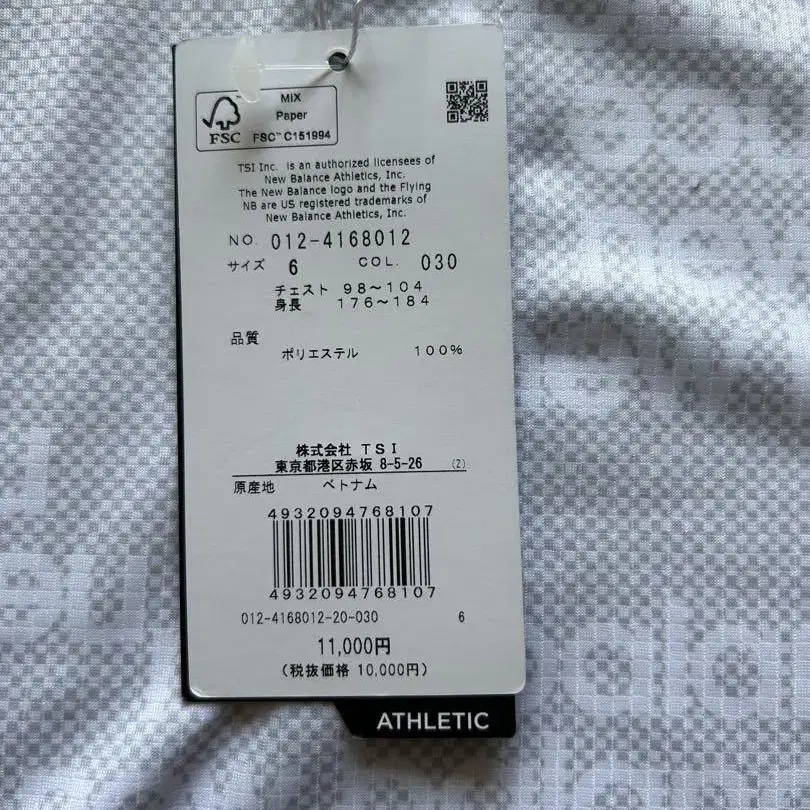 MIX
Paper
FSC™ C151994
FSC
TSI Inc. is an authorized licensees of
New Balance Athletics, Inc.
The New Balance logo and the Flying
NB are US registered trademarks of
New Balance Athletics, Inc.
NO. 012-4168012
サイズ 6 COL. 030
チェスト 98～104
身長 176～184
品質
ポリエステル 100%
株式会社 TSI
東京都港区赤坂 8-5-26 (Z)
原産地 ベトナム
4932094768107
4932094768107
012-4168012-20-030 6
11,000円
(税抜価格 10,000円)
ATHLETIC